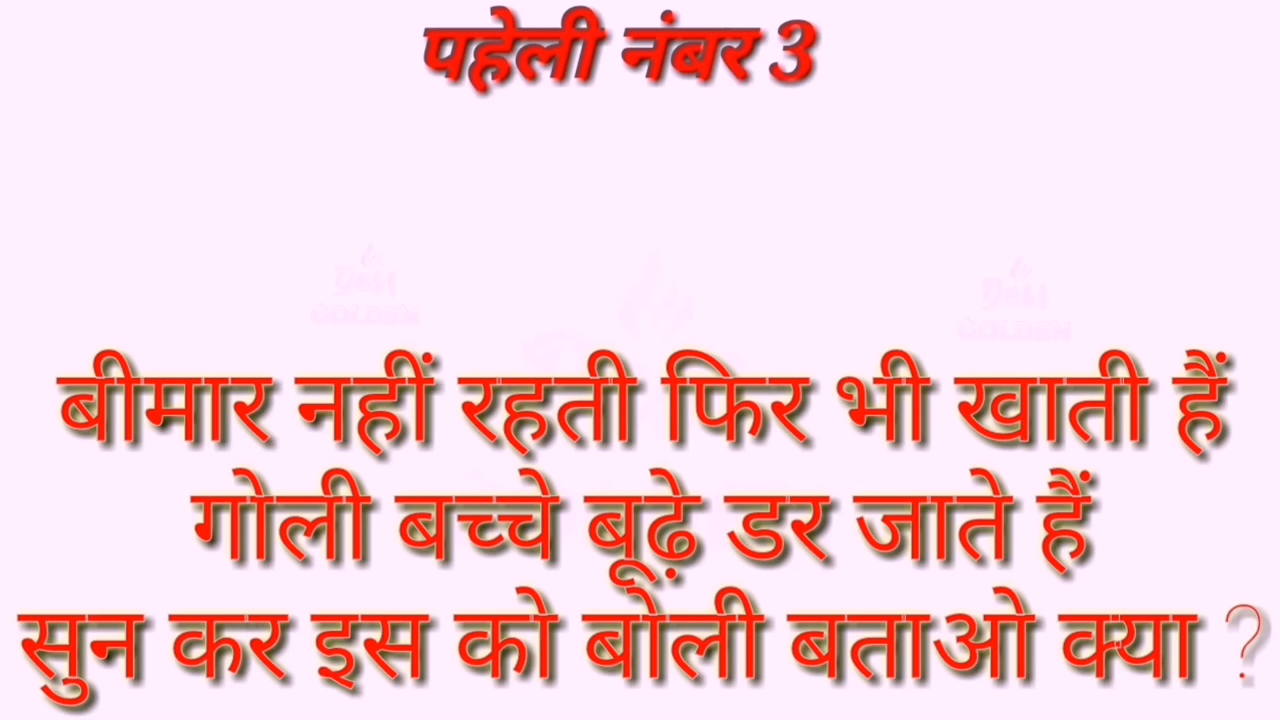 पहेली नंबर 3
बीमार नहीं रहती फिर भी खाती हैं
गोली बच्चे बूढ़े डर जाते हैं
सुन कर इस को बोली बताओ क्या ?